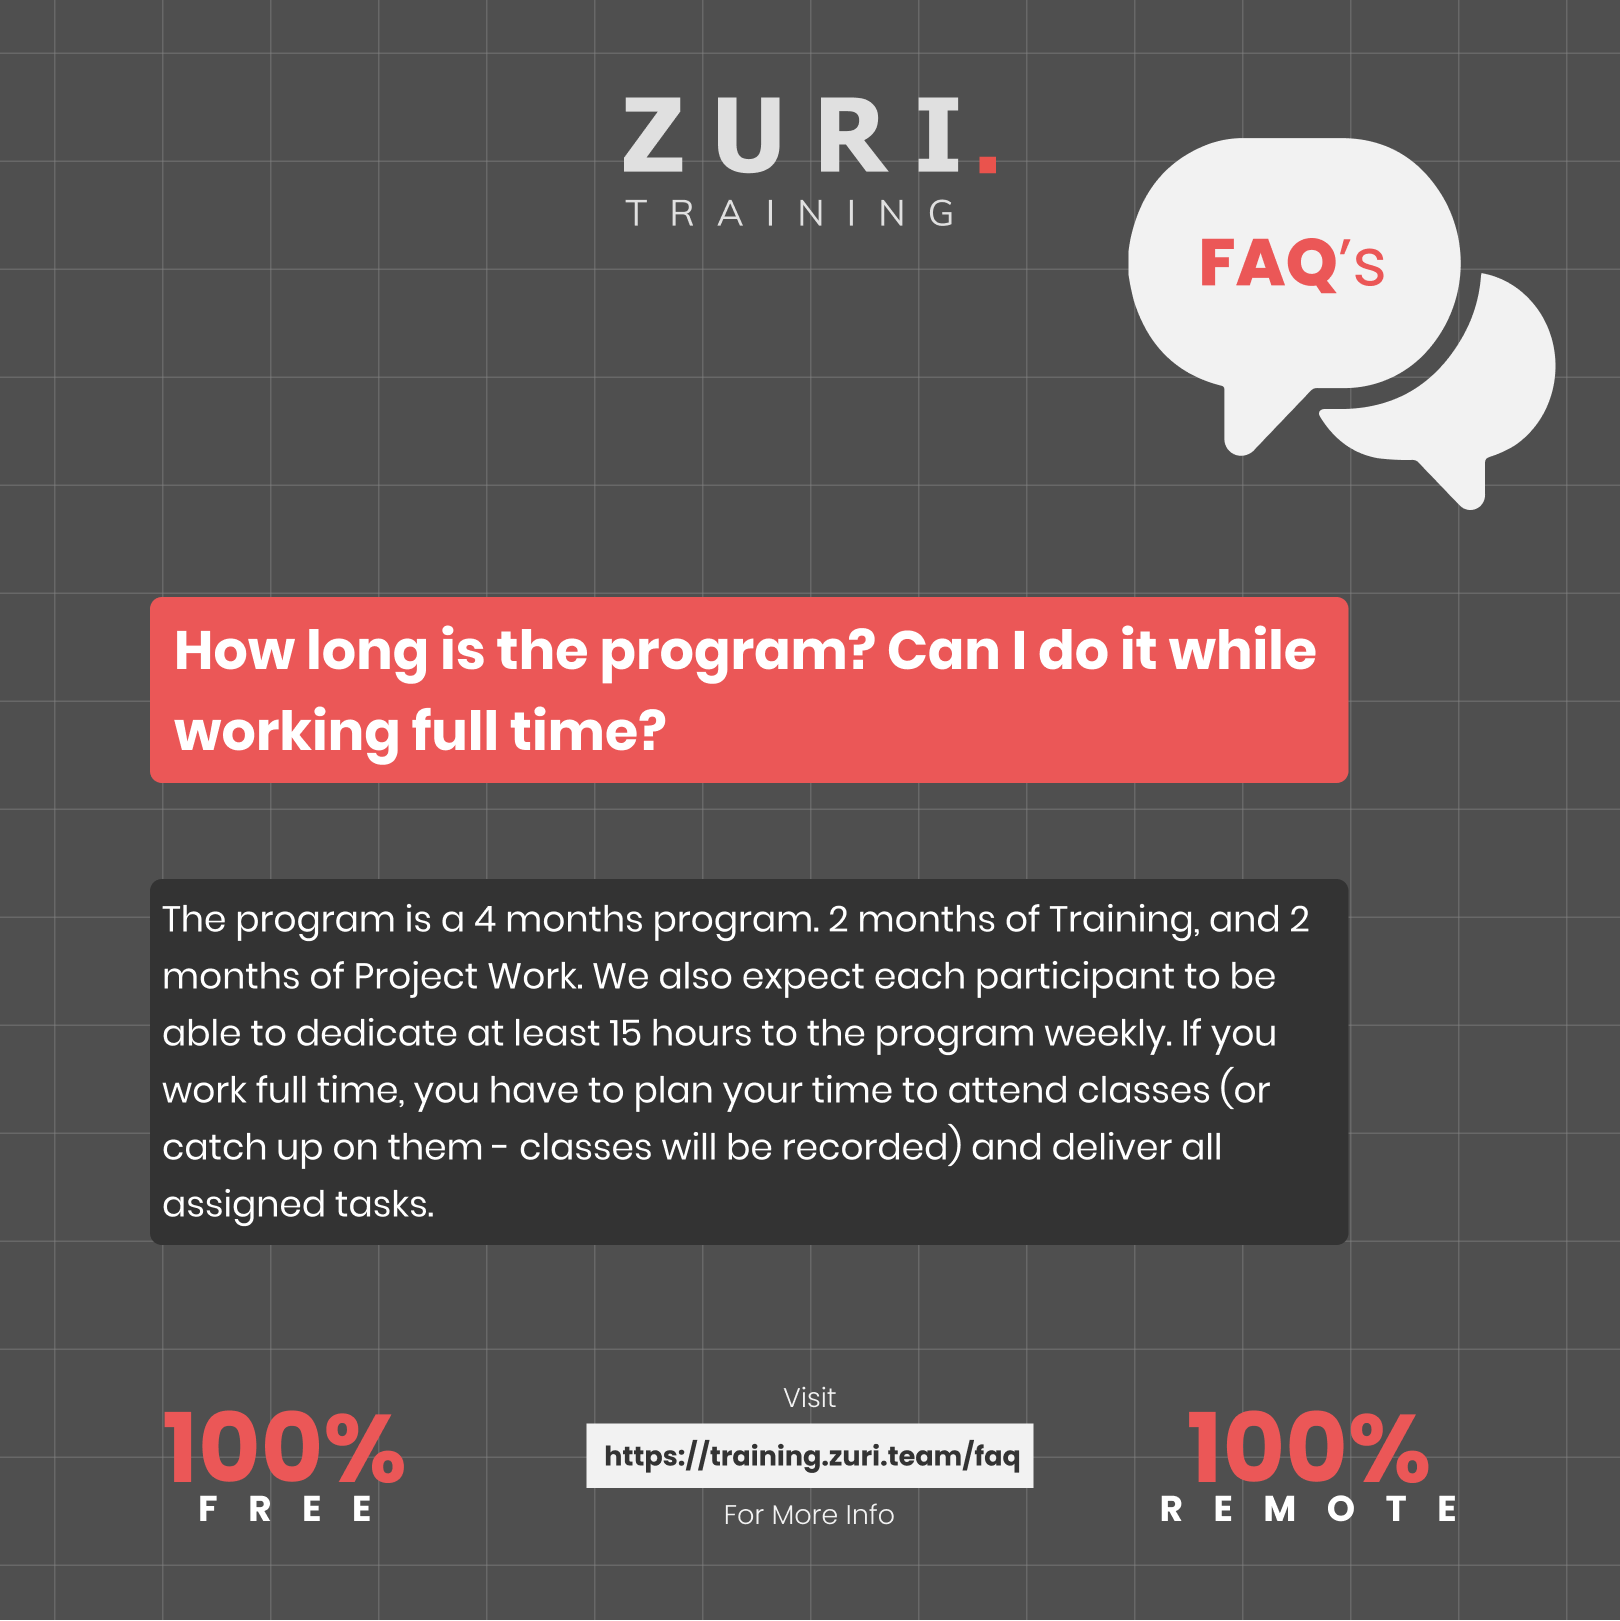 ZURI.
TRAINING
FAQ’s
How long is the program? Can I do it while
working full time?
The program is a 4 months program. 2 months of Training, and 2
months of Project Work. We also expect each participant to be
able to dedicate at least 15 hours to the program weekly. If you
work full time, you have to plan your time to attend classes (or
catch up on them - classes will be recorded) and deliver all
assigned tasks.
100%
FREE
Visit
https://training.zuri.team/faq
For More Info
100%
REMOTE